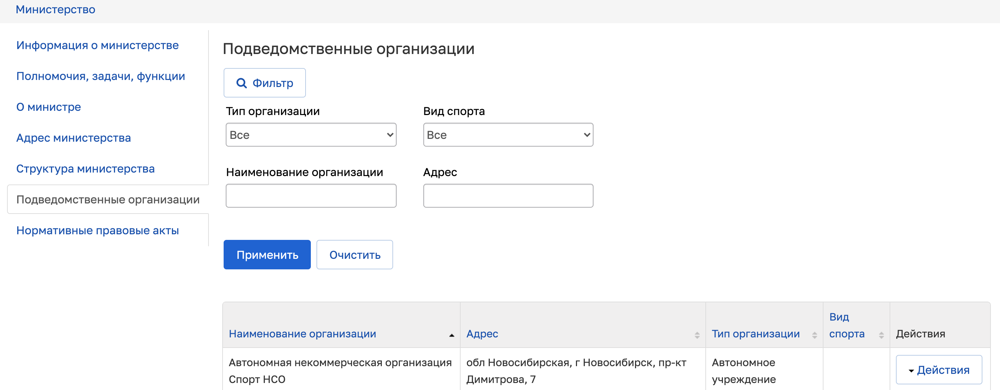 Министерство
Информация о министерстве
Полномочия, задачи, функции
О министре
Адрес министерства
Структура министерства
Подведомственные организации
Нормативные правовые акты
Подведомственные организации
Фильтр
Тип организации
Вид спорта
Все
Все
Наименование организации
Адрес
Применить
Очистить
Наименование организации
Адрес
Тип организации
Вид
спорта
Действия
Автономная некоммерческая организация
Спорт НСО
обл Новосибирская, г Новосибирск, пр-кт
Димитрова, 7
Автономное
учреждение
Действия